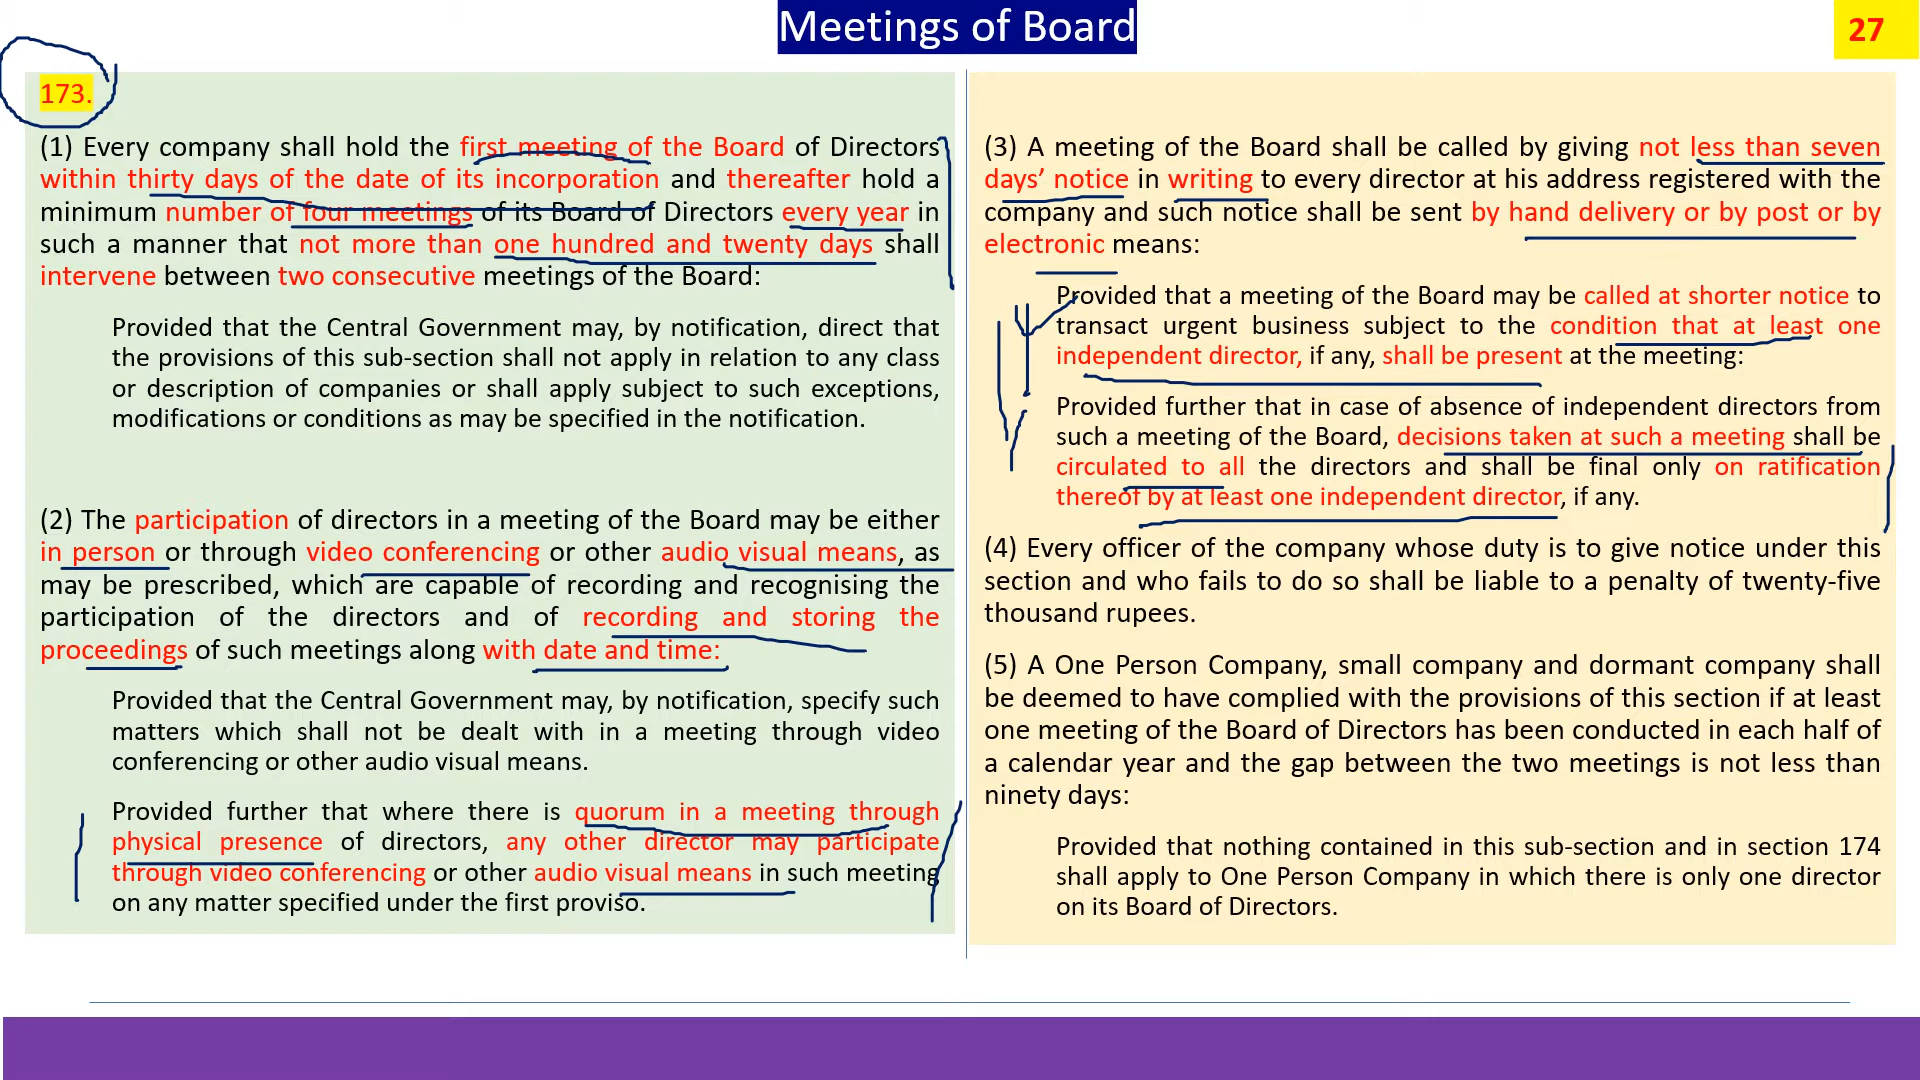 Meetings of Board
27
173.
(1) Every company shall hold the first meeting of the Board of Directors
within thirty days of the date of its incorporation and thereafter hold a
minimum number of four meetings of its Board of Directors every year in
such a manner that not more than one hundred and twenty days shall
intervene between two consecutive meetings of the Board:
Provided that the Central Government may, by notification, direct that
the provisions of this sub-section shall not apply in relation to any class
or description of companies or shall apply subject to such exceptions,
modifications or conditions as may be specified in the notification.
(2) The participation of directors in a meeting of the Board may be either
in person or through video conferencing or other audio visual means, as
may be prescribed, which are capable of recording and recognising the
participation of the directors and of recording and storing the
proceedings of such meetings along with date and time:
Provided that the Central Government may, by notification, specify such
matters which shall not be dealt with in a meeting through video
conferencing or other audio visual means.
Provided further that where there is quorum in a meeting through
physical presence of directors, any other director may participate
through video conferencing or other audio visual means in such meeting
on any matter specified under the first proviso.
(3) A meeting of the Board shall be called by giving not less than seven
days' notice in writing to every director at his address registered with the
company and such notice shall be sent by hand delivery or by post or by
electronic means:
Provided that a meeting of the Board may be called at shorter notice to
transact urgent business subject to the condition that at least one
independent director, if any, shall be present at the meeting:
Provided further that in case of absence of independent directors from
such a meeting of the Board, decisions taken at such a meeting shall be
circulated to all the directors and shall be final only on ratification
thereof by at least one independent director, if any.
(4) Every officer of the company whose duty is to give notice under this
section and who fails to do so shall be liable to a penalty of twenty-five
thousand rupees.
(5) A One Person Company, small company and dormant company shall
be deemed to have complied with the provisions of this section if at least
one meeting of the Board of Directors has been conducted in each half of
a calendar year and the gap between the two meetings is not less than
ninety days:
Provided that nothing contained in this sub-section and in section 174
shall apply to One Person Company in which there is only one director
on its Board of Directors.